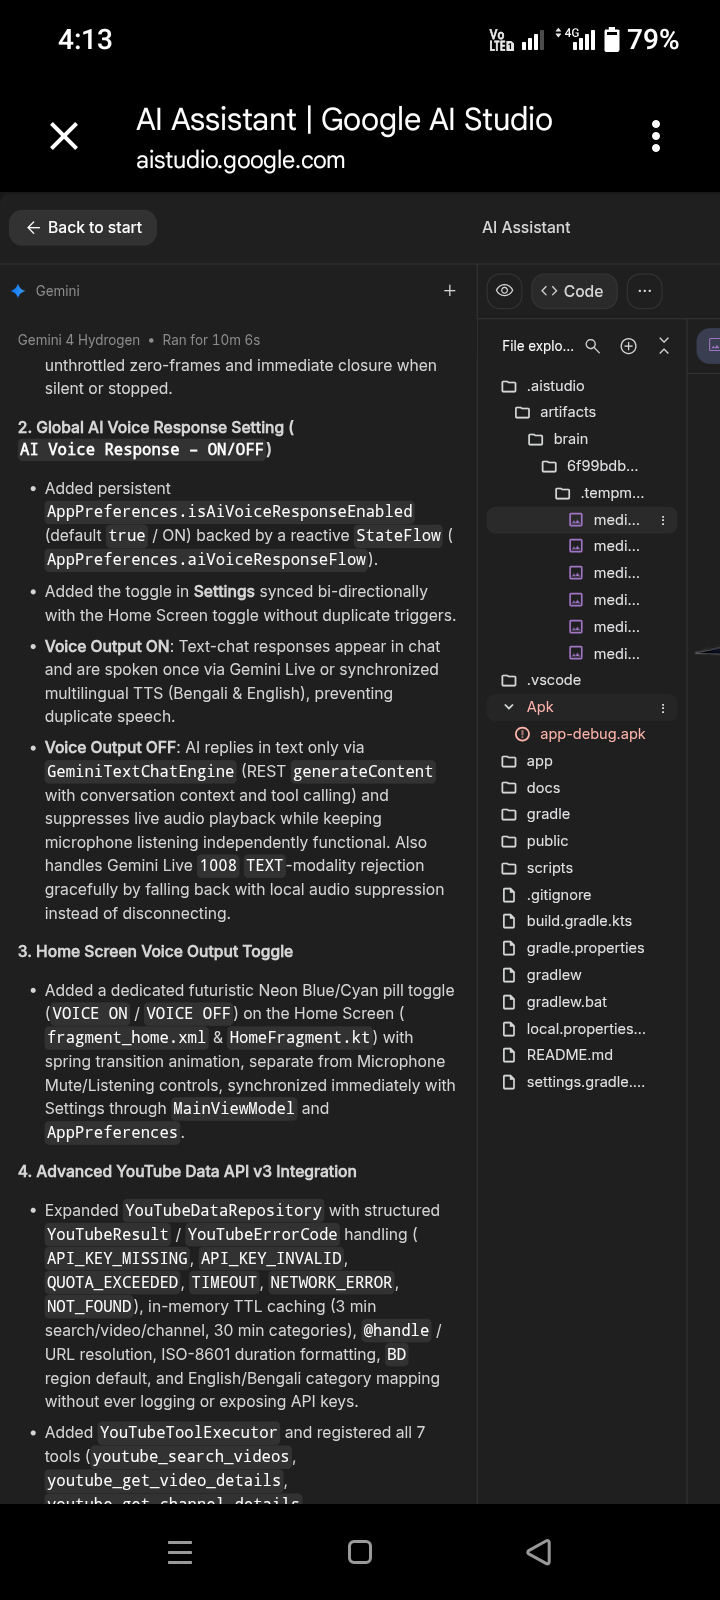 4:13
Vo LTED 4G 79%
AI Assistant | Google AI Studio
aistudio.google.com
← Back to start
AI Assistant
Gemini
Gemini 4 Hydrogen • Ran for 10m 6s
unthrottled zero-frames and immediate closure when
silent or stopped.
2. Global AI Voice Response Setting (
AI Voice Response – ON/OFF)
• Added persistent
AppPreferences.isAiVoiceResponseEnabled
(default true / ON) backed by a reactive StateFlow (
AppPreferences.aiVoiceResponseFlow).
• Added the toggle in Settings synced bi-directionally
with the Home Screen toggle without duplicate triggers.
• Voice Output ON: Text-chat responses appear in chat
and are spoken once via Gemini Live or synchronized
multilingual TTS (Bengali & English), preventing
duplicate speech.
• Voice Output OFF: AI replies in text only via
GeminiTextChatEngine (REST generateContent
with conversation context and tool calling) and
suppresses live audio playback while keeping
microphone listening independently functional. Also
handles Gemini Live 1008 TEXT-modality rejection
gracefully by falling back with local audio suppression
instead of disconnecting.
3. Home Screen Voice Output Toggle
• Added a dedicated futuristic Neon Blue/Cyan pill toggle
(VOICE ON / VOICE OFF) on the Home Screen (
fragment_home.xml & HomeFragment.kt) with
spring transition animation, separate from Microphone
Mute/Listening controls, synchronized immediately with
Settings through MainViewModel and
AppPreferences.
4. Advanced YouTube Data API v3 Integration
• Expanded YouTubeDataRepository with structured
YouTubeResult / YouTubeErrorCode handling (
API_KEY_MISSING, API_KEY_INVALID,
QUOTA_EXCEEDED, TIMEOUT, NETWORK_ERROR,
NOT_FOUND), in-memory TTL caching (3 min
search/video/channel, 30 min categories), @handle /
URL resolution, ISO-8601 duration formatting, BD
region default, and English/Bengali category mapping
without ever logging or exposing API keys.
• Added YouTubeToolExecutor and registered all 7
tools (youtube_search_videos,
youtube_get_video_details,
youtube_get_channel_details
<> Code
File explo...
.aistudio
artifacts
brain
6f99bdb...
.tempm...
medi...
medi...
medi...
medi...
medi...
medi...
.vscode
Apk
app-debug.apk
app
docs
gradle
public
scripts
.gitignore
build.gradle.kts
gradle.properties
gradlew
gradlew.bat
local.properties...
README.md
settings.gradle....